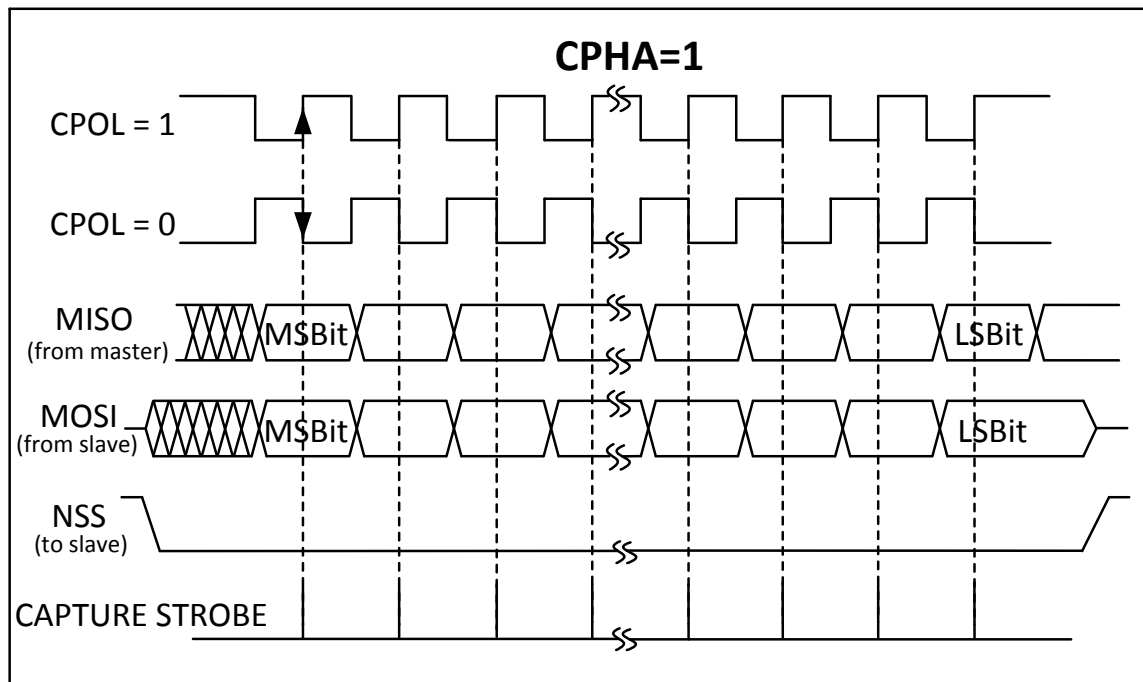 CPHA=1
CPOL = 1
CPOL = 0
MISO
(from master)
MSBit
LSBit
MOSI
(from slave)
MSBit
LSBit
NSS
(to slave)
CAPTURE STROBE